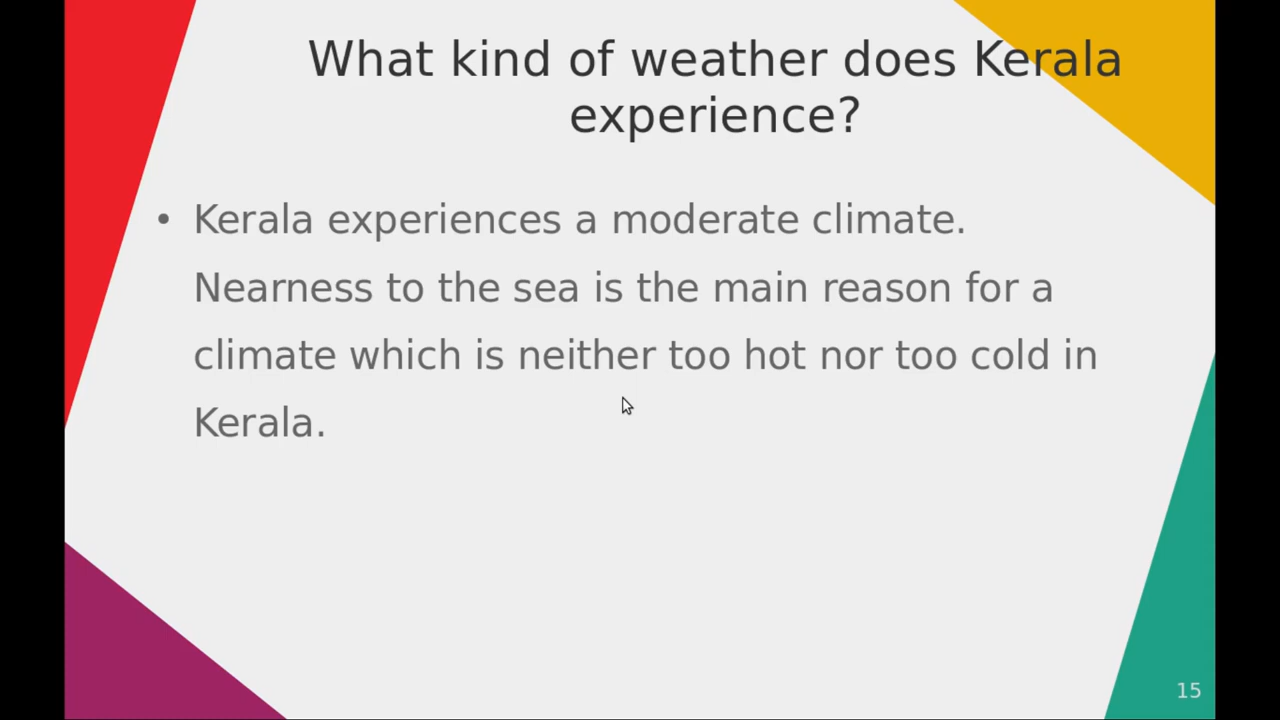 What kind of weather does Kerala
experience?
• Kerala experiences a moderate climate.
Nearness to the sea is the main reason for a
climate which is neither too hot nor too cold in
Kerala.
15